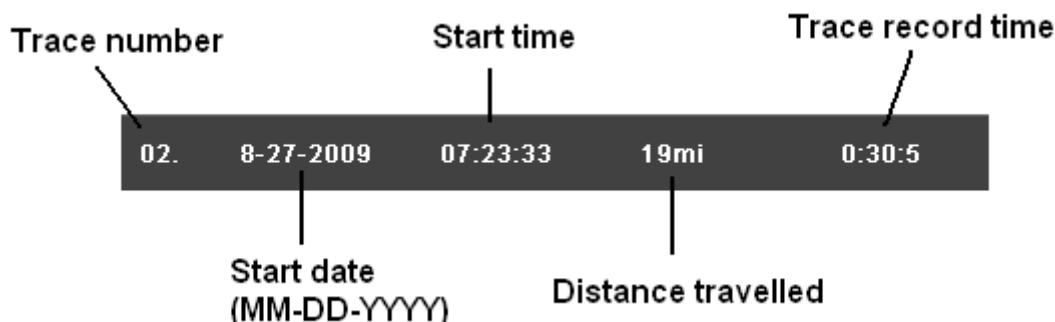 Trace number
Start time
Trace record time
02. 8-27-2009 07:23:33 19mi 0:30:5
Start date
(MM-DD-YYYY)
Distance travelled